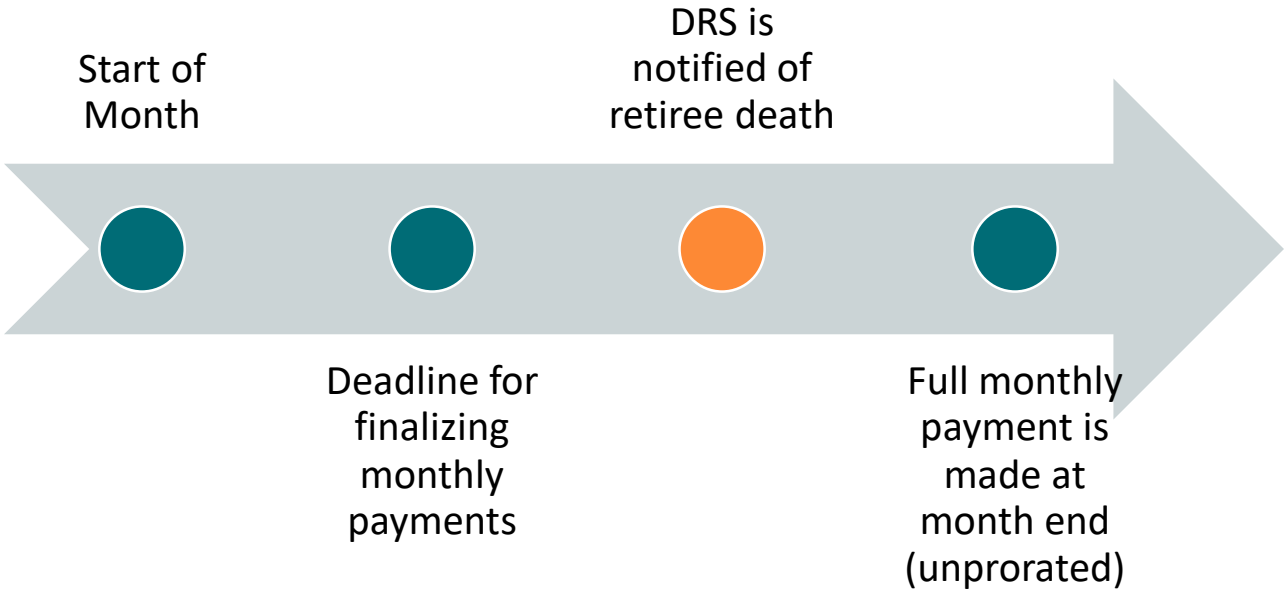 Start of
Month
Deadline for
finalizing
monthly
payments
DRS is
notified of
retiree death
Full monthly
payment is
made at
month end
(unprorated)